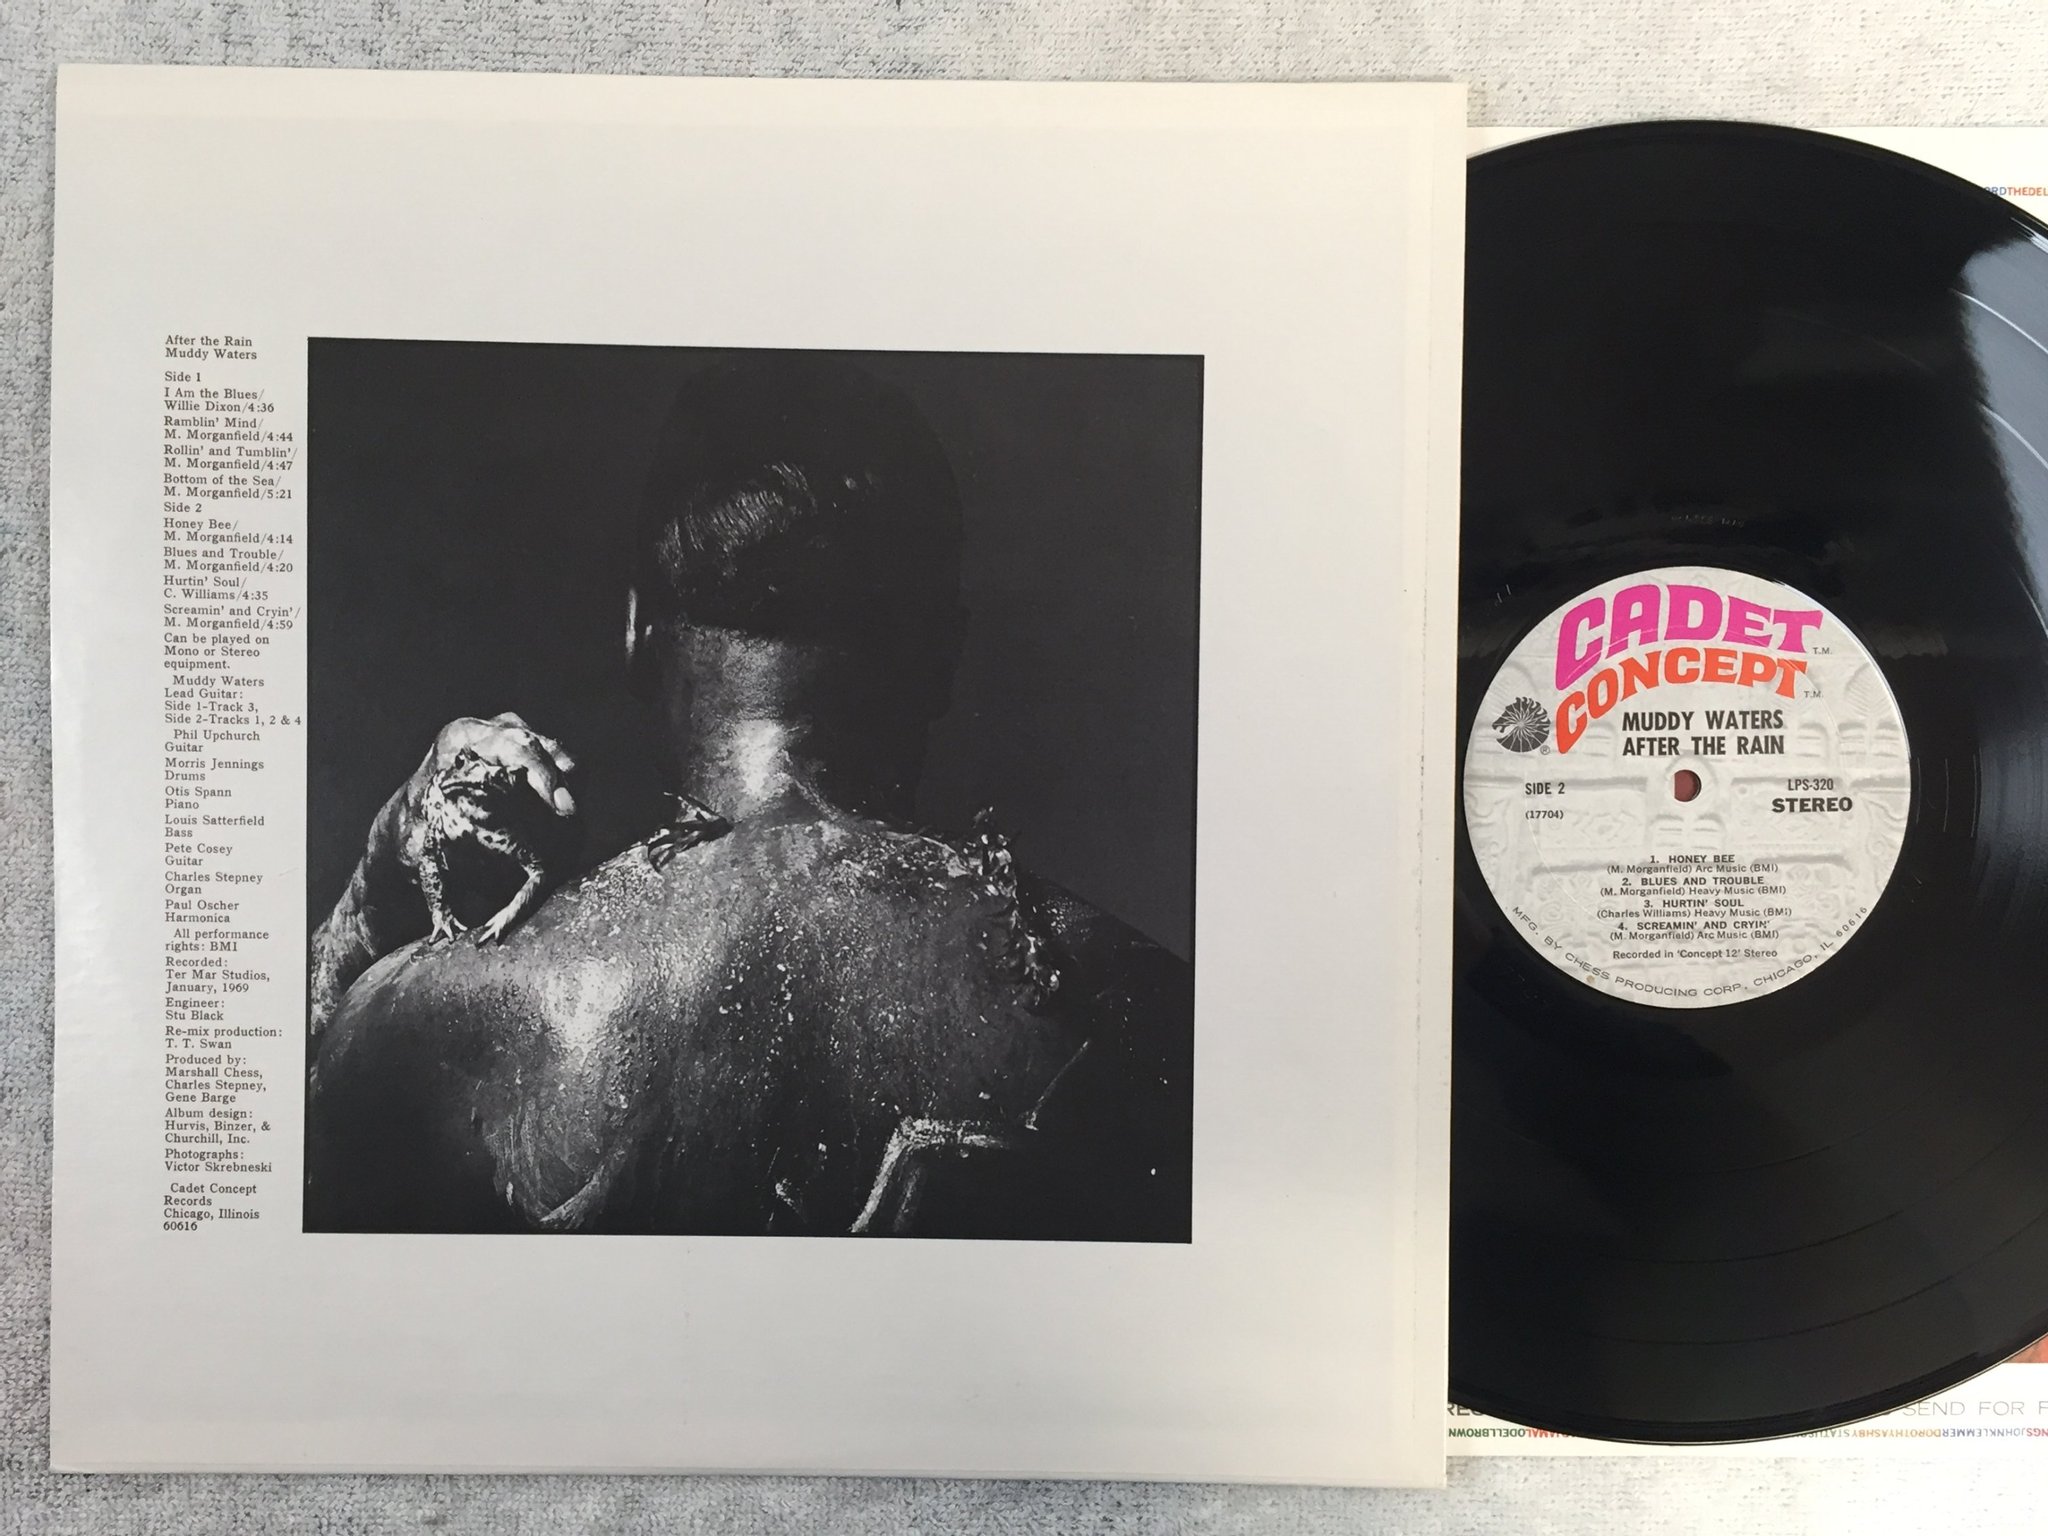 After the Rain
Muddy Waters
Side 1
I Am the Blues/
Willie Dixon/4:36
Ramblin' Mind/
M. Morganfield/4:44
Rollin' and Tumblin'/
M. Morganfield/4:47
Bottom of the Sea/
M. Morganfield/5:21
Side 2
Honey Bee/
M. Morganfield/4:14
Blues and Trouble/
M. Morganfield/4:20
Hurtin' Soul/
C. Williams/4:35
Screamin' and Cryin'/
M. Morganfield/4:59
Can be played on
Mono or Stereo
equipment.
Muddy Waters
Lead Guitar:
Side 1-Track 3,
Side 2-Tracks 1, 2 & 4
Phil Upchurch
Guitar
Morris Jennings
Drums
Otis Spann
Piano
Louis Satterfield
Bass
Pete Cosey
Guitar
Charles Stepney
Organ
Paul Oscher
Harmonica
All performance
rights: BMI
Recorded:
Ter Mar Studios,
January, 1969
Engineer:
Stu Black
Re-mix production:
T. T. Swan
Produced by:
Marshall Chess,
Charles Stepney,
Gene Barge
Album design:
Hurvis, Binzer, &
Churchill, Inc.
Photographs:
Victor Skrebneski
Cadet Concept
Records
Chicago, Illinois
60616
CADET T.M.
CONCEPT T.M.
®
MUDDY WATERS
AFTER THE RAIN
SIDE 2
LPS-320
(17704)
STEREO
1. HONEY BEE
(M. Morganfield) Arc Music (BMI)
2. BLUES AND TROUBLE
(M. Morganfield) Heavy Music (BMI)
3. HURTIN' SOUL
(Charles Williams) Heavy Music (BMI)
4. SCREAMIN' AND CRYIN'
(M. Morganfield) Arc Music (BMI)
Recorded in 'Concept 12' Stereo
MFG. BY CHESS PRODUCING CORP., CHICAGO, IL 60616
THEDEL
SEND FOR F
ALODELLBROWN
JOHNKLEMMERDOROTHYASHBY